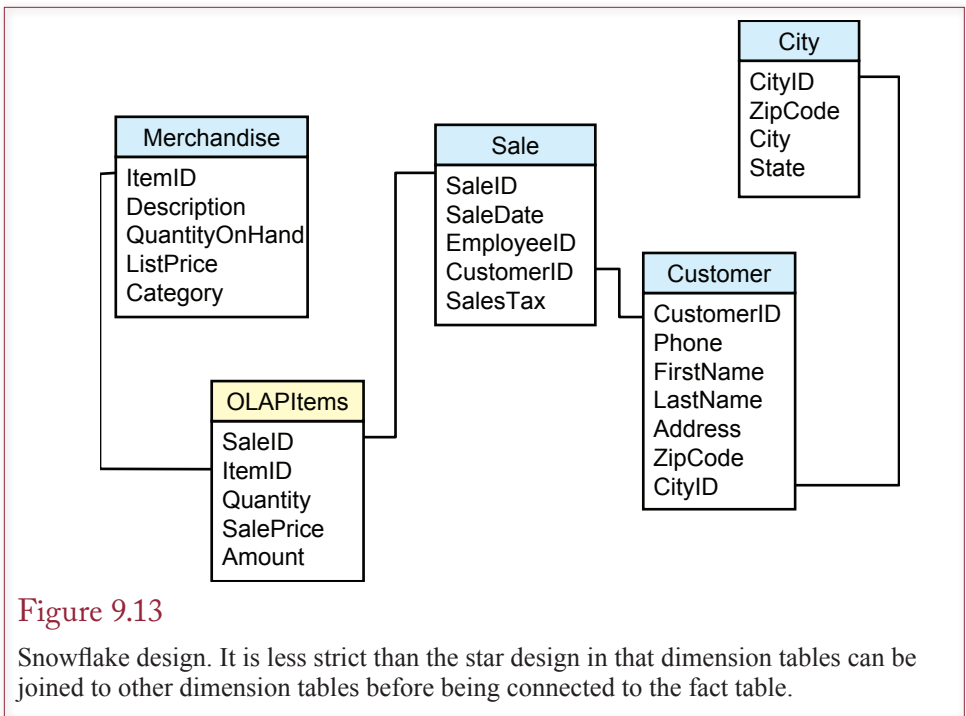 City
CityID
ZipCode
City
State
Merchandise
ItemID
Description
QuantityOnHand
ListPrice
Category
Sale
SaleID
SaleDate
EmployeeID
CustomerID
SalesTax
Customer
CustomerID
Phone
FirstName
LastName
Address
ZipCode
CityID
OLAPItems
SaleID
ItemID
Quantity
SalePrice
Amount
Figure 9.13
Snowflake design. It is less strict than the star design in that dimension tables can be
joined to other dimension tables before being connected to the fact table.